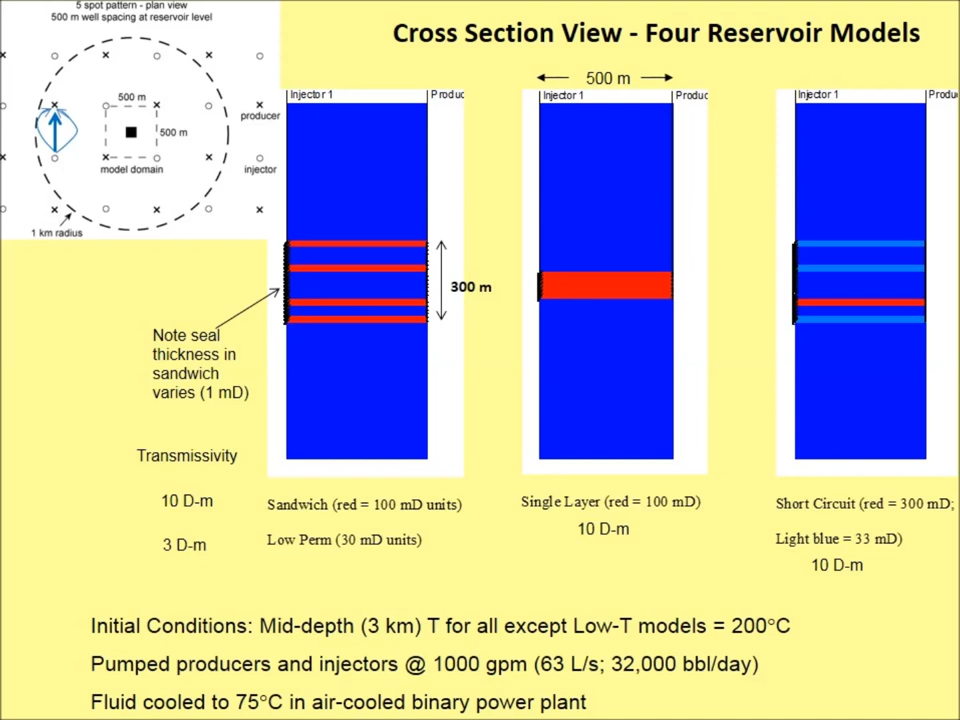 5 spot pattern - plan view
500 m well spacing at reservoir level
500 m
500 m
producer
model domain
injector
1 km radius
Cross Section View - Four Reservoir Models
500 m
Injector 1
Produc
Injector 1
Produc
Injector 1
Produ
300 m
Note seal
thickness in
sandwich
varies (1 mD)
Transmissivity
10 D-m
3 D-m
Sandwich (red = 100 mD units)
Low Perm (30 mD units)
Single Layer (red = 100 mD)
10 D-m
Short Circuit (red = 300 mD;
Light blue = 33 mD)
10 D-m
Initial Conditions: Mid-depth (3 km) T for all except Low-T models = 200°C
Pumped producers and injectors @ 1000 gpm (63 L/s; 32,000 bbl/day)
Fluid cooled to 75°C in air-cooled binary power plant